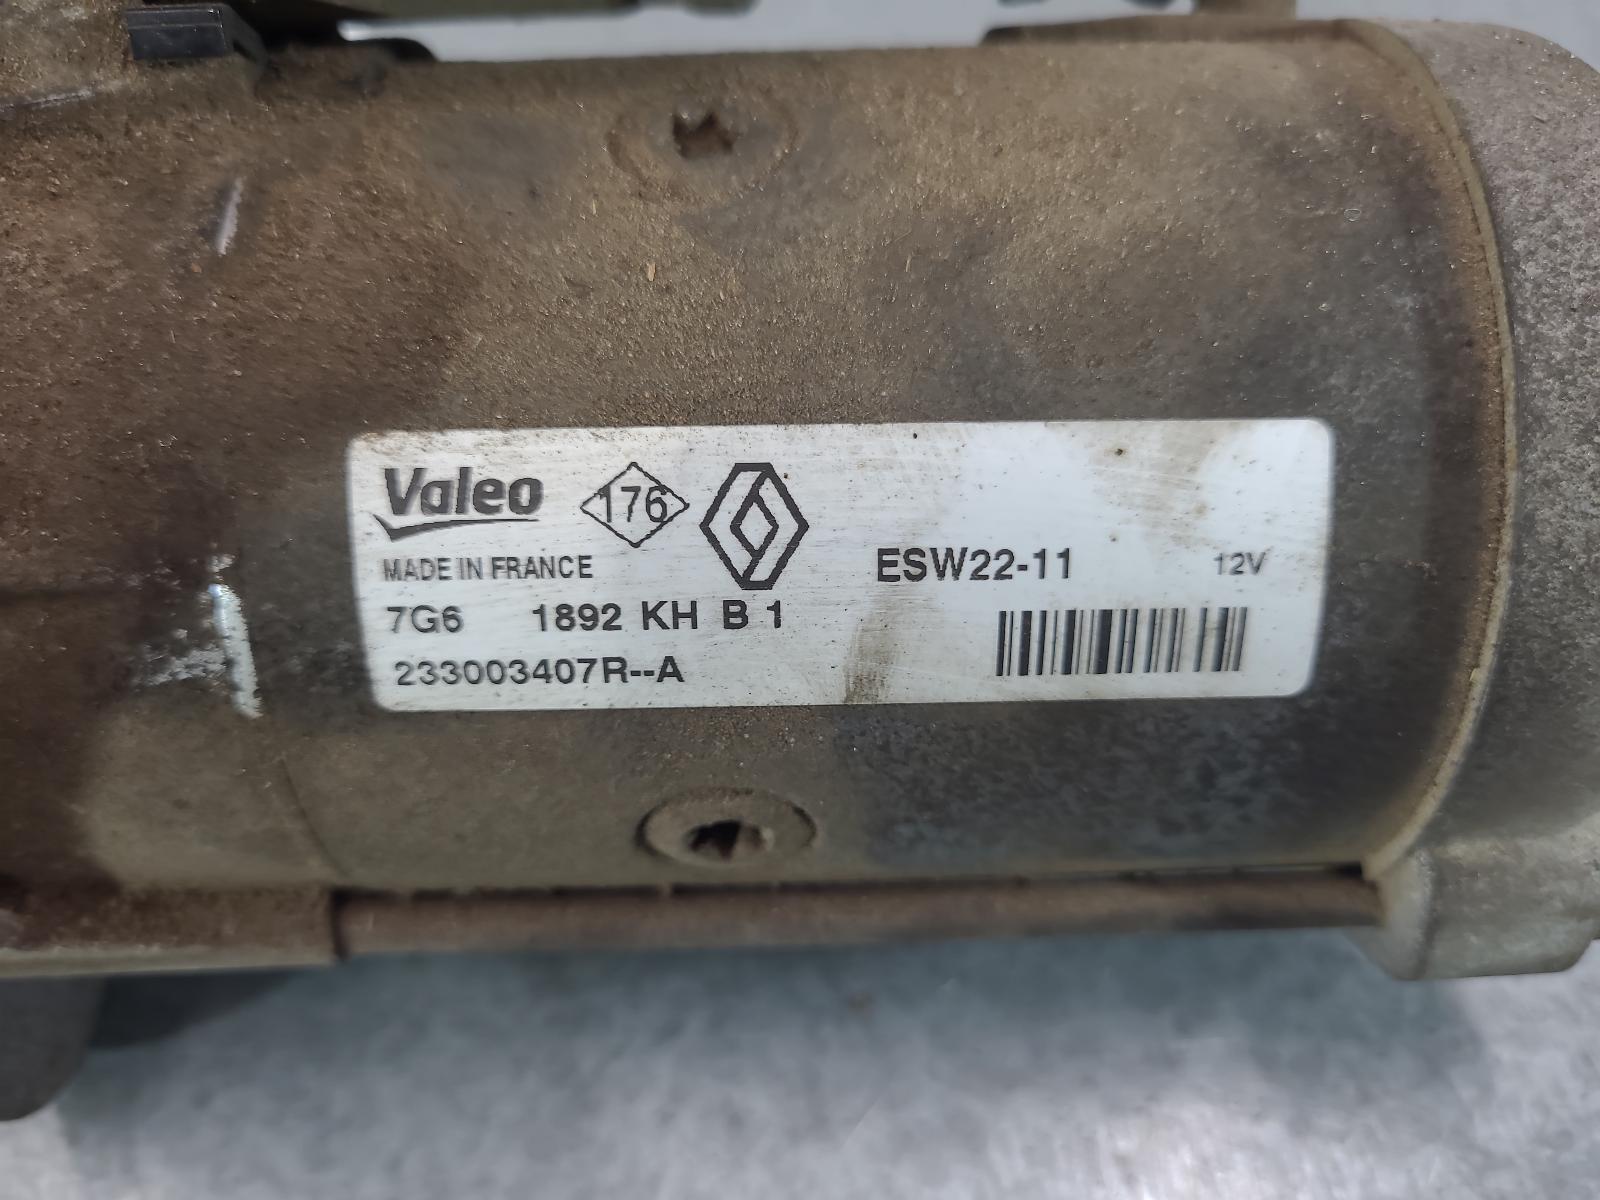 Valeo 176
MADE IN FRANCE
ESW22-11 12V
7G6 1892 KH B 1
233003407R--A